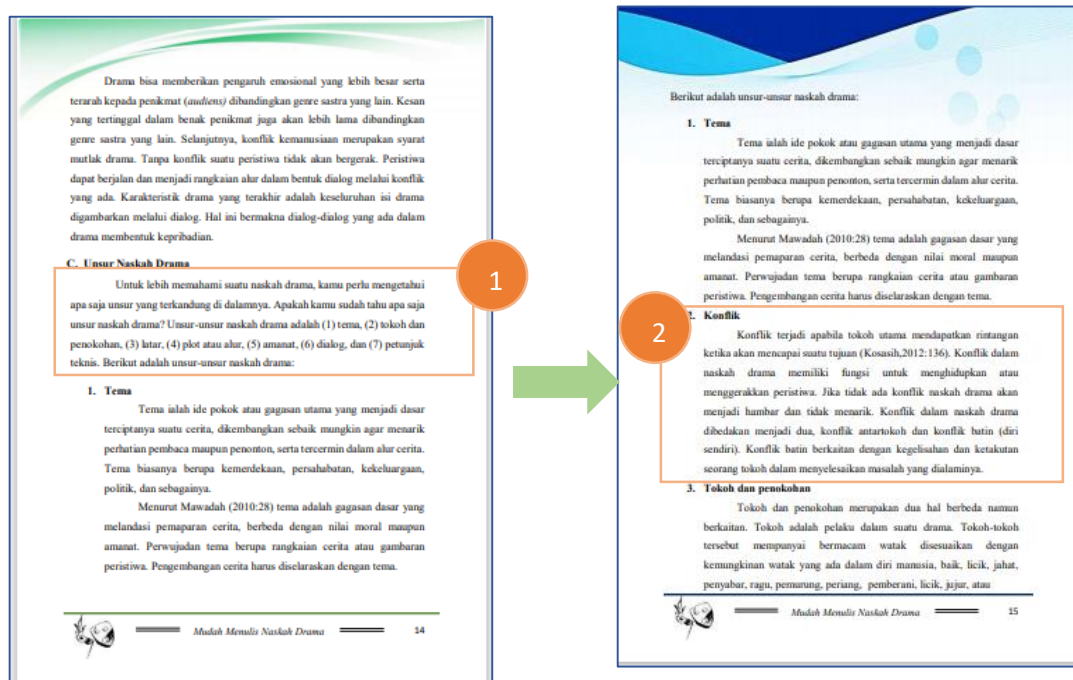 Drama bisa memberikan pengaruh emosional yang lebih besar serta
terarah kepada penikmat (audiens) dibandingkan genre sastra yang lain. Kesan
yang tertinggal dalam benak penikmat juga akan lebih lama dibandingkan
genre sastra yang lain. Selanjutnya, konflik kemanusiaan merupakan syarat
mutlak drama. Tanpa konflik suatu peristiwa tidak akan bergerak. Peristiwa
dapat berjalan dan menjadi rangkaian alur dalam bentuk dialog melalui konflik
yang ada. Karakteristik drama yang terakhir adalah keseluruhan isi drama
digambarkan melalui dialog. Hal ini bermakna dialog-dialog yang ada dalam
drama membentuk kepribadian.
C. Unsur Naskah Drama
Untuk lebih memahami suatu naskah drama, kamu perlu mengetahui
apa saja unsur yang terkandung di dalamnya. Apakah kamu sudah tahu apa saja
unsur naskah drama? Unsur-unsur naskah drama adalah (1) tema, (2) tokoh dan
penokohan, (3) latar, (4) plot atau alur, (5) amanat, (6) dialog, dan (7) petunjuk
teknis. Berikut adalah unsur-unsur naskah drama:
1
1. Tema
Tema ialah ide pokok atau gagasan utama yang menjadi dasar
terciptanya suatu cerita, dikembangkan sebaik mungkin agar menarik
perhatian pembaca maupun penonton, serta tercermin dalam alur cerita.
Tema biasanya berupa kemerdekaan, persahabatan, kekeluargaan,
politik, dan sebagainya.
Menurut Mawadah (2010:28) tema adalah gagasan dasar yang
melandasi pemaparan cerita, berbeda dengan nilai moral maupun
amanat. Perwujudan tema berupa rangkaian cerita atau gambaran
peristiwa. Pengembangan cerita harus diselaraskan dengan tema.
Mudah Menulis Naskah Drama 14
Berikut adalah unsur-unsur naskah drama:
1. Tema
Tema ialah ide pokok atau gagasan utama yang menjadi dasar
terciptanya suatu cerita, dikembangkan sebaik mungkin agar menarik
perhatian pembaca maupun penonton, serta tercermin dalam alur cerita.
Tema biasanya berupa kemerdekaan, persahabatan, kekeluargaan,
politik, dan sebagainya.
Menurut Mawadah (2010:28) tema adalah gagasan dasar yang
melandasi pemaparan cerita, berbeda dengan nilai moral maupun
amanat. Perwujudan tema berupa rangkaian cerita atau gambaran
peristiwa. Pengembangan cerita harus diselaraskan dengan tema.
2
2. Konflik
Konflik terjadi apabila tokoh utama mendapatkan rintangan
ketika akan mencapai suatu tujuan (Kosasih,2012:136). Konflik dalam
naskah drama memiliki fungsi untuk menghidupkan atau
menggerakkan peristiwa. Jika tidak ada konflik naskah drama akan
menjadi hambar dan tidak menarik. Konflik dalam naskah drama
dibedakan menjadi dua, konflik antartokoh dan konflik batin (diri
sendiri). Konflik batin berkaitan dengan kegelisahan dan ketakutan
seorang tokoh dalam menyelesaikan masalah yang dialaminya.
3. Tokoh dan penokohan
Tokoh dan penokohan merupakan dua hal berbeda namun
berkaitan. Tokoh adalah pelaku dalam suatu drama. Tokoh-tokoh
tersebut mempunyai bermacam watak disesuaikan dengan
kemungkinan watak yang ada dalam diri manusia, baik, licik, jahat,
penyabar, ragu, pemurung, periang, pemberani, licik, jujur, atau
Mudah Menulis Naskah Drama 15